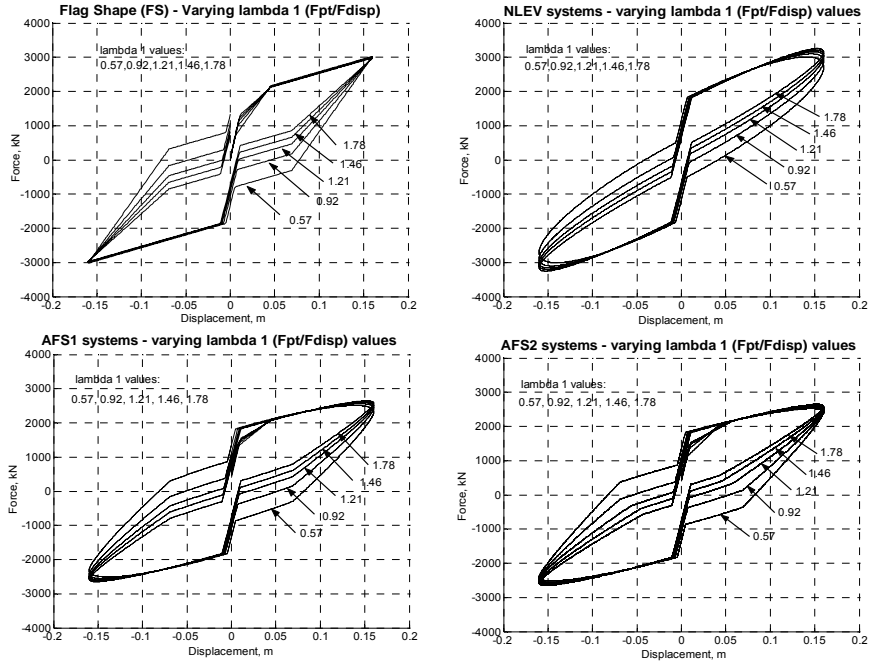 Flag Shape (FS) - Varying lambda 1 (Fpt/Fdisp)
4000
3000
2000
1000
0
-1000
-2000
-3000
-4000
Force, kN
lambda 1 values:
0.57,0.92,1.21,1.46,1.78
1.78
1.46
1.21
0.92
0.57
-0.2 -0.15 -0.1 -0.05 0 0.05 0.1 0.15 0.2
Displacement, m
NLEV systems - varying lambda 1 (Fpt/Fdisp) values
4000
3000
2000
1000
0
-1000
-2000
-3000
-4000
Force, kN
lambda 1 values:
0.57,0.92,1.21,1.46,1.78
1.78
1.46
1.21
0.92
0.57
-0.2 -0.15 -0.1 -0.05 0 0.05 0.1 0.15 0.2
Displacement, m
AFS1 systems - varying lambda 1 (Fpt/Fdisp) values
4000
3000
2000
1000
0
-1000
-2000
-3000
-4000
Force, kN
lambda 1 values:
0.57, 0.92, 1.21, 1.46, 1.78
1.78
1.46
1.21
0.92
0.57
-0.2 -0.15 -0.1 -0.05 0 0.05 0.1 0.15 0.2
Displacement, m
AFS2 systems - varying lambda 1 (Fpt/Fdisp) values
4000
3000
2000
1000
0
-1000
-2000
-3000
-4000
Force, kN
lambda 1 values:
0.57, 0.92, 1.21, 1.46, 1.78
1.78
1.46
1.21
0.92
0.57
-0.2 -0.15 -0.1 -0.05 0 0.05 0.1 0.15 0.2
Displacement, m